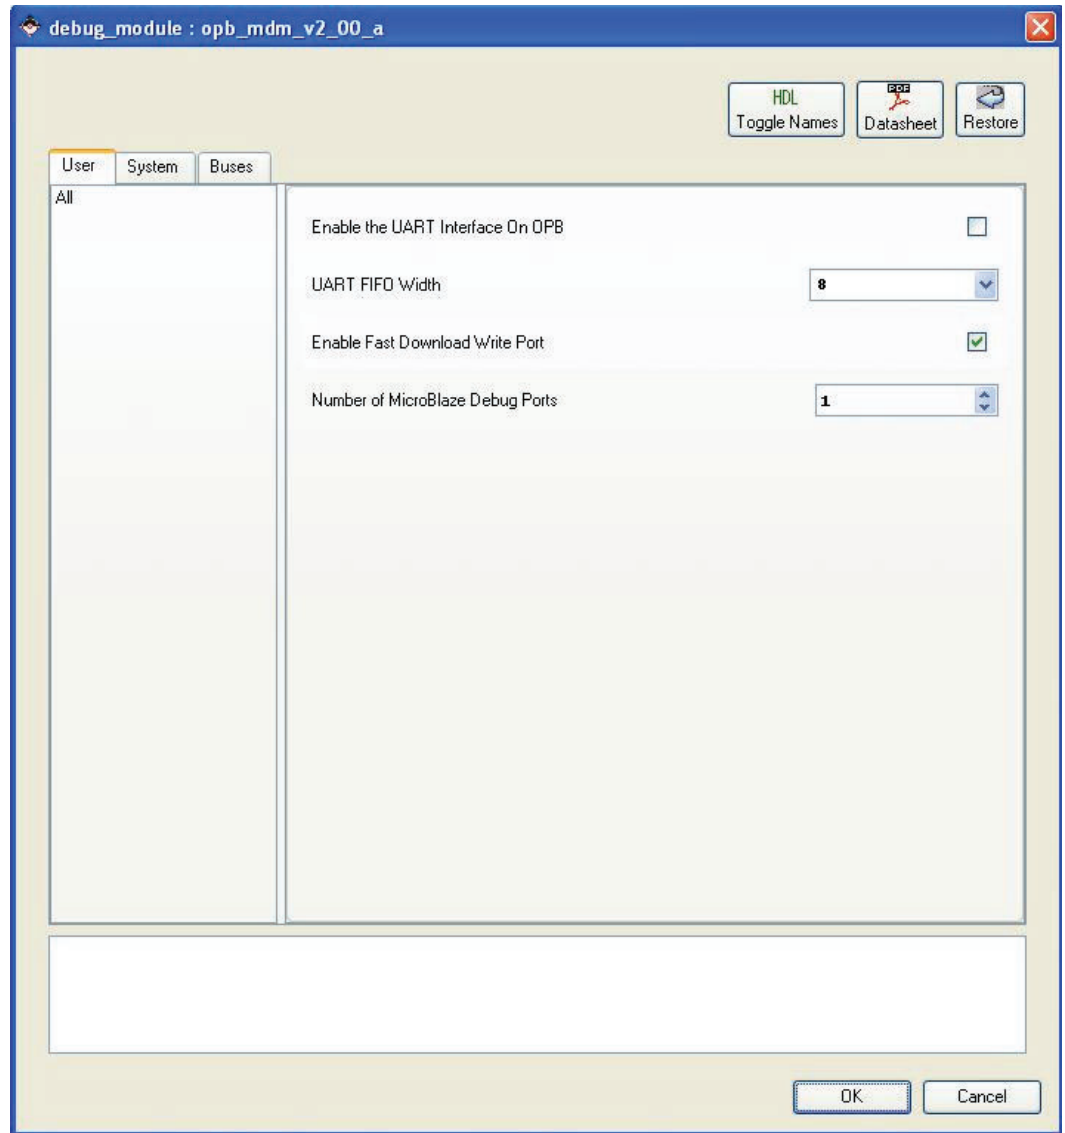 debug_module : opb_mdm_v2_00_a
HDL
Toggle Names
PDF
Datasheet
Restore
User System Buses
All
Enable the UART Interface On OPB
UART FIFO Width 8
Enable Fast Download Write Port
Number of MicroBlaze Debug Ports 1
OK Cancel